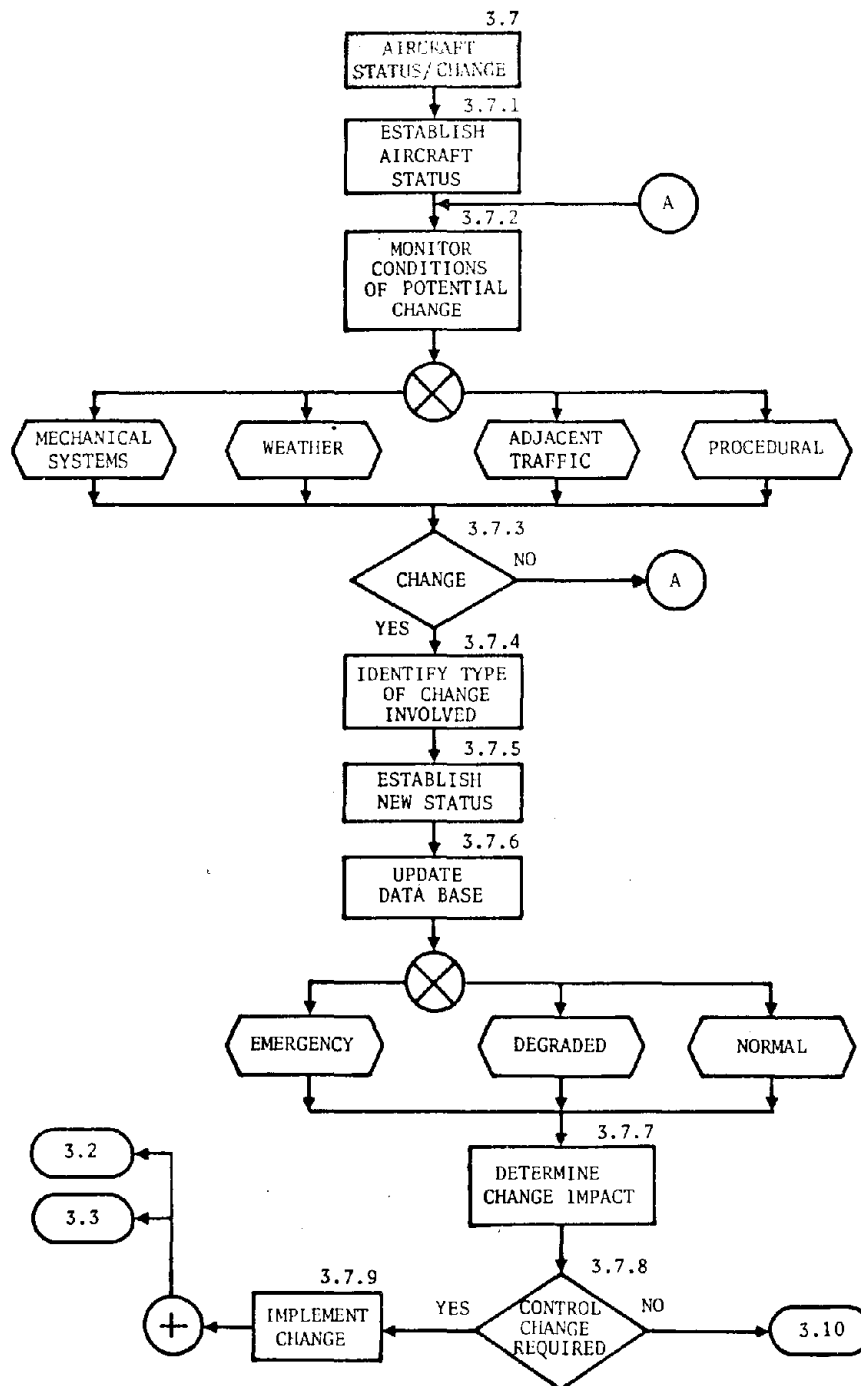 3.7
AIRCRAFT
STATUS/CHANGE
3.7.1
ESTABLISH
AIRCRAFT
STATUS
A
3.7.2
MONITOR
CONDITIONS
OF POTENTIAL
CHANGE
MECHANICAL
SYSTEMS
WEATHER
ADJACENT
TRAFFIC
PROCEDURAL
3.7.3
CHANGE
NO
A
YES
3.7.4
IDENTIFY TYPE
OF CHANGE
INVOLVED
3.7.5
ESTABLISH
NEW STATUS
3.7.6
UPDATE
DATA BASE
EMERGENCY
DEGRADED
NORMAL
3.7.7
DETERMINE
CHANGE IMPACT
3.2
3.3
3.7.8
CONTROL
CHANGE
REQUIRED
YES
NO
3.10
3.7.9
IMPLEMENT
CHANGE